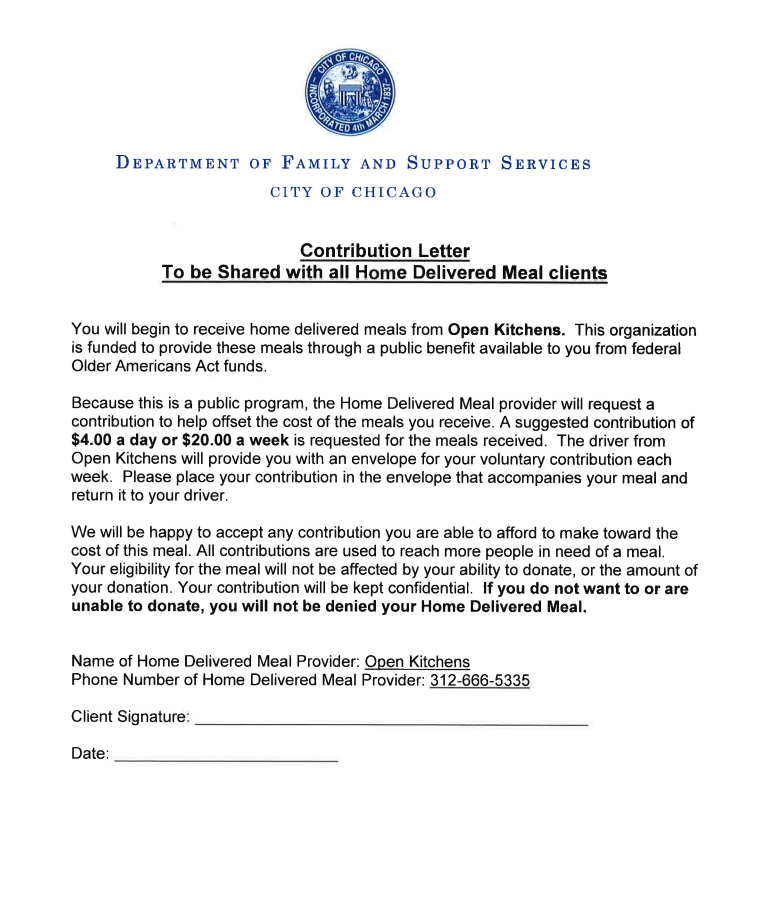 CITY OF CHICAGO
INCORPORATED 4th MARCH 1837
DEPARTMENT OF FAMILY AND SUPPORT SERVICES
CITY OF CHICAGO
Contribution Letter
To be Shared with all Home Delivered Meal clients
You will begin to receive home delivered meals from Open Kitchens. This organization
is funded to provide these meals through a public benefit available to you from federal
Older Americans Act funds.
Because this is a public program, the Home Delivered Meal provider will request a
contribution to help offset the cost of the meals you receive. A suggested contribution of
$4.00 a day or $20.00 a week is requested for the meals received. The driver from
Open Kitchens will provide you with an envelope for your voluntary contribution each
week. Please place your contribution in the envelope that accompanies your meal and
return it to your driver.
We will be happy to accept any contribution you are able to afford to make toward the
cost of this meal. All contributions are used to reach more people in need of a meal.
Your eligibility for the meal will not be affected by your ability to donate, or the amount of
your donation. Your contribution will be kept confidential. If you do not want to or are
unable to donate, you will not be denied your Home Delivered Meal.
Name of Home Delivered Meal Provider: Open Kitchens
Phone Number of Home Delivered Meal Provider: 312-666-5335
Client Signature:
Date: